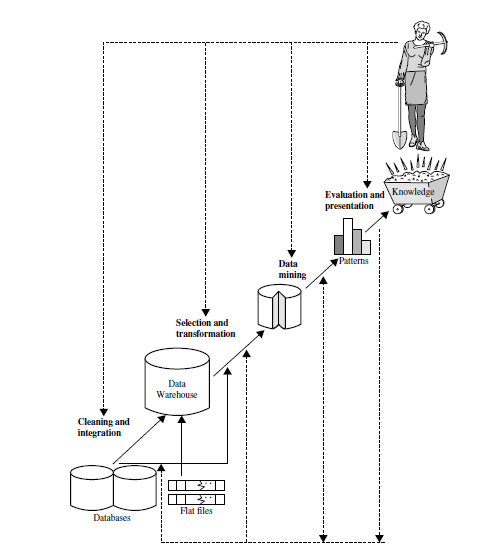 Knowledge
Evaluation and
presentation
Patterns
Data
mining
Selection and
transformation
Data
Warehouse
Cleaning and
integration
Databases
Flat files